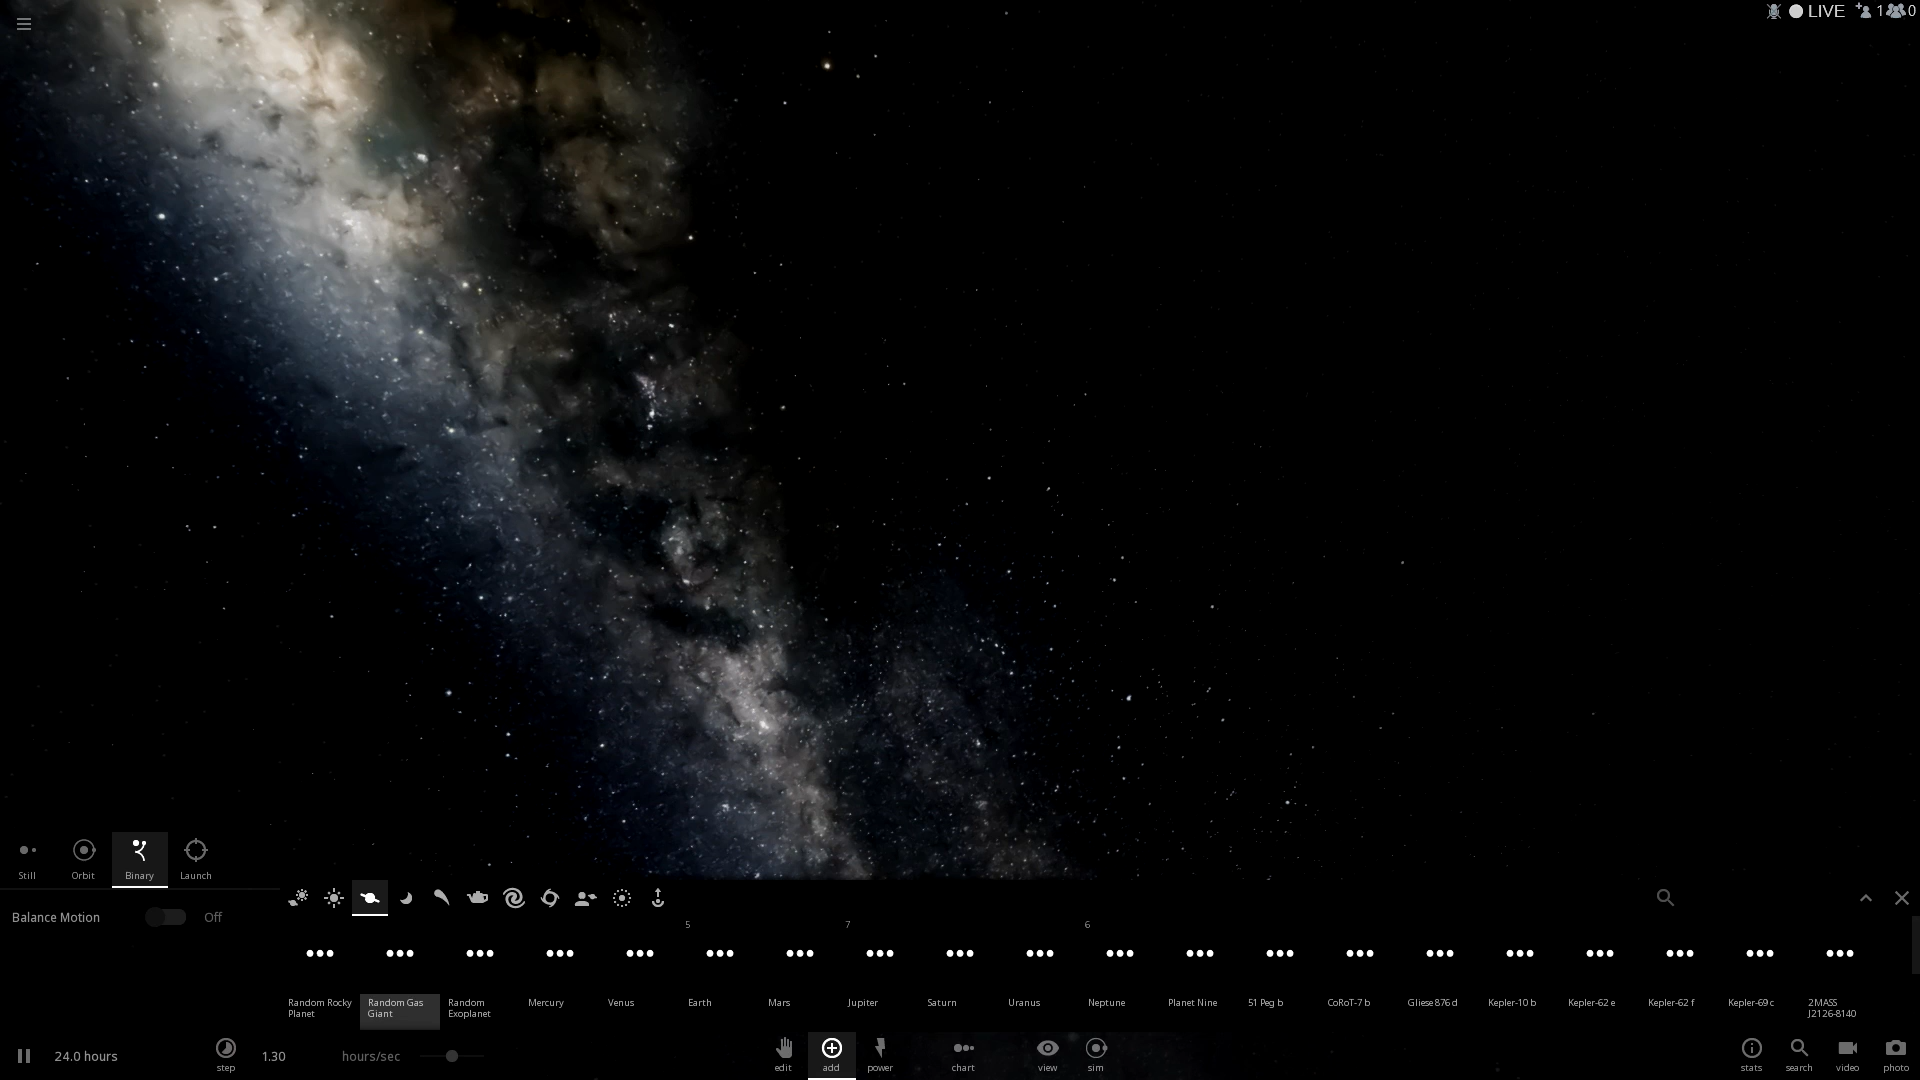 LIVE 1 0
Still Orbit Binary Launch
Balance Motion Off
5 7 6
Random Rocky Planet
Random Gas Giant
Random Exoplanet
Mercury
Venus
Earth
Mars
Jupiter
Saturn
Uranus
Neptune
Planet Nine
51 Peg b
CoRoT-7 b
Gliese 876 d
Kepler-10 b
Kepler-62 e
Kepler-62 f
Kepler-69 c
2MASS J2126-8140
24.0 hours
step
1.30
hours/sec
edit add power chart view sim
stats search video photo